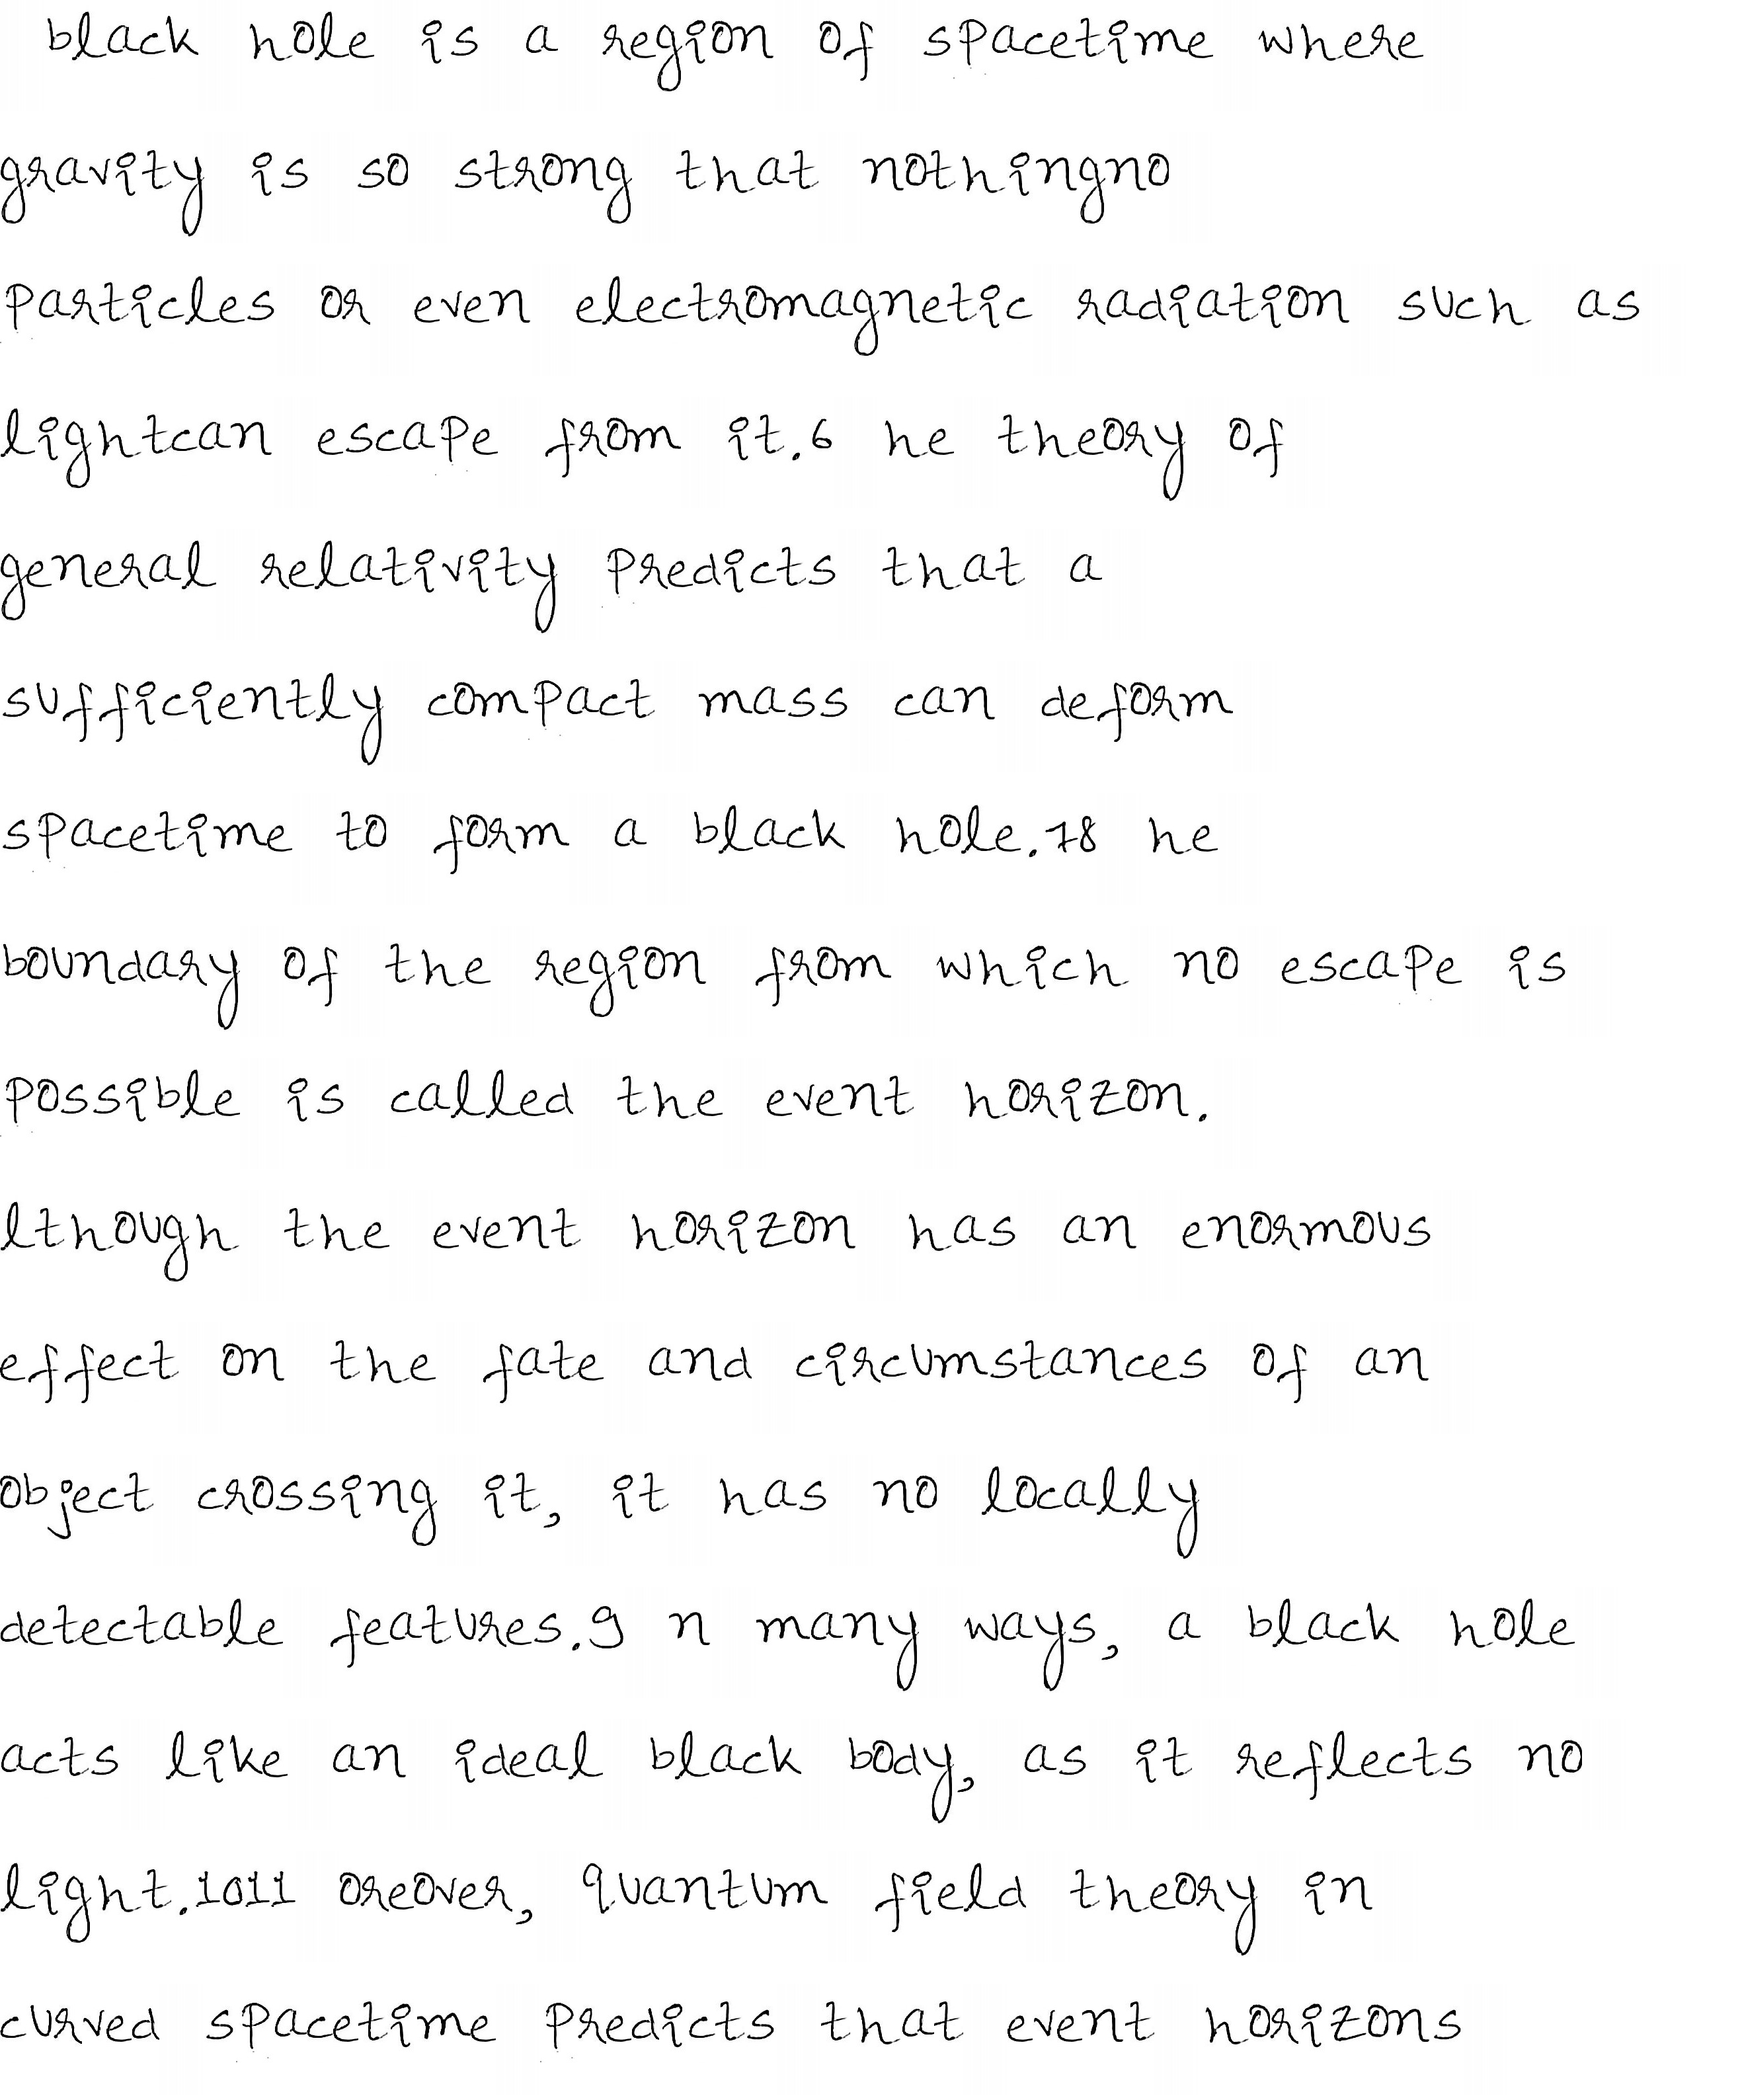 black hole is a region of spacetime where
gravity is so strong that nothingno
particles or even electromagnetic radiation such as
lightcan escape from it.6 he theory of
general relativity predicts that a
sufficiently compact mass can deform
spacetime to form a black hole.78 he
boundary of the region from which no escape is
possible is called the event horizon.
lthough the event horizon has an enormous
effect on the fate and circumstances of an
object crossing it, it has no locally
detectable features.9 n many ways, a black hole
acts like an ideal black body, as it reflects no
light.1011 oreover, quantum field theory in
curved spacetime predicts that event horizons